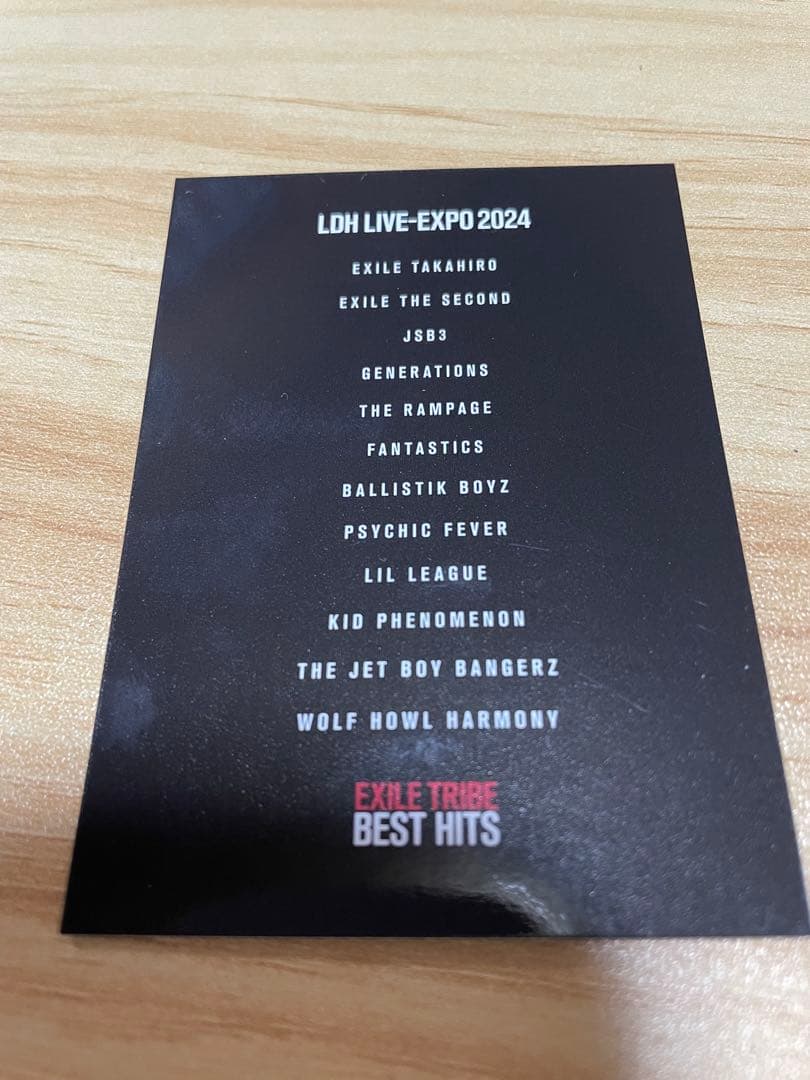 LDH LIVE-EXPO 2024
EXILE TAKAHIRO
EXILE THE SECOND
JSB3
GENERATIONS
THE RAMPAGE
FANTASTICS
BALLISTIK BOYZ
PSYCHIC FEVER
LIL LEAGUE
KID PHENOMENON
THE JET BOY BANGERZ
WOLF HOWL HARMONY
EXILE TRIBE
BEST HITS